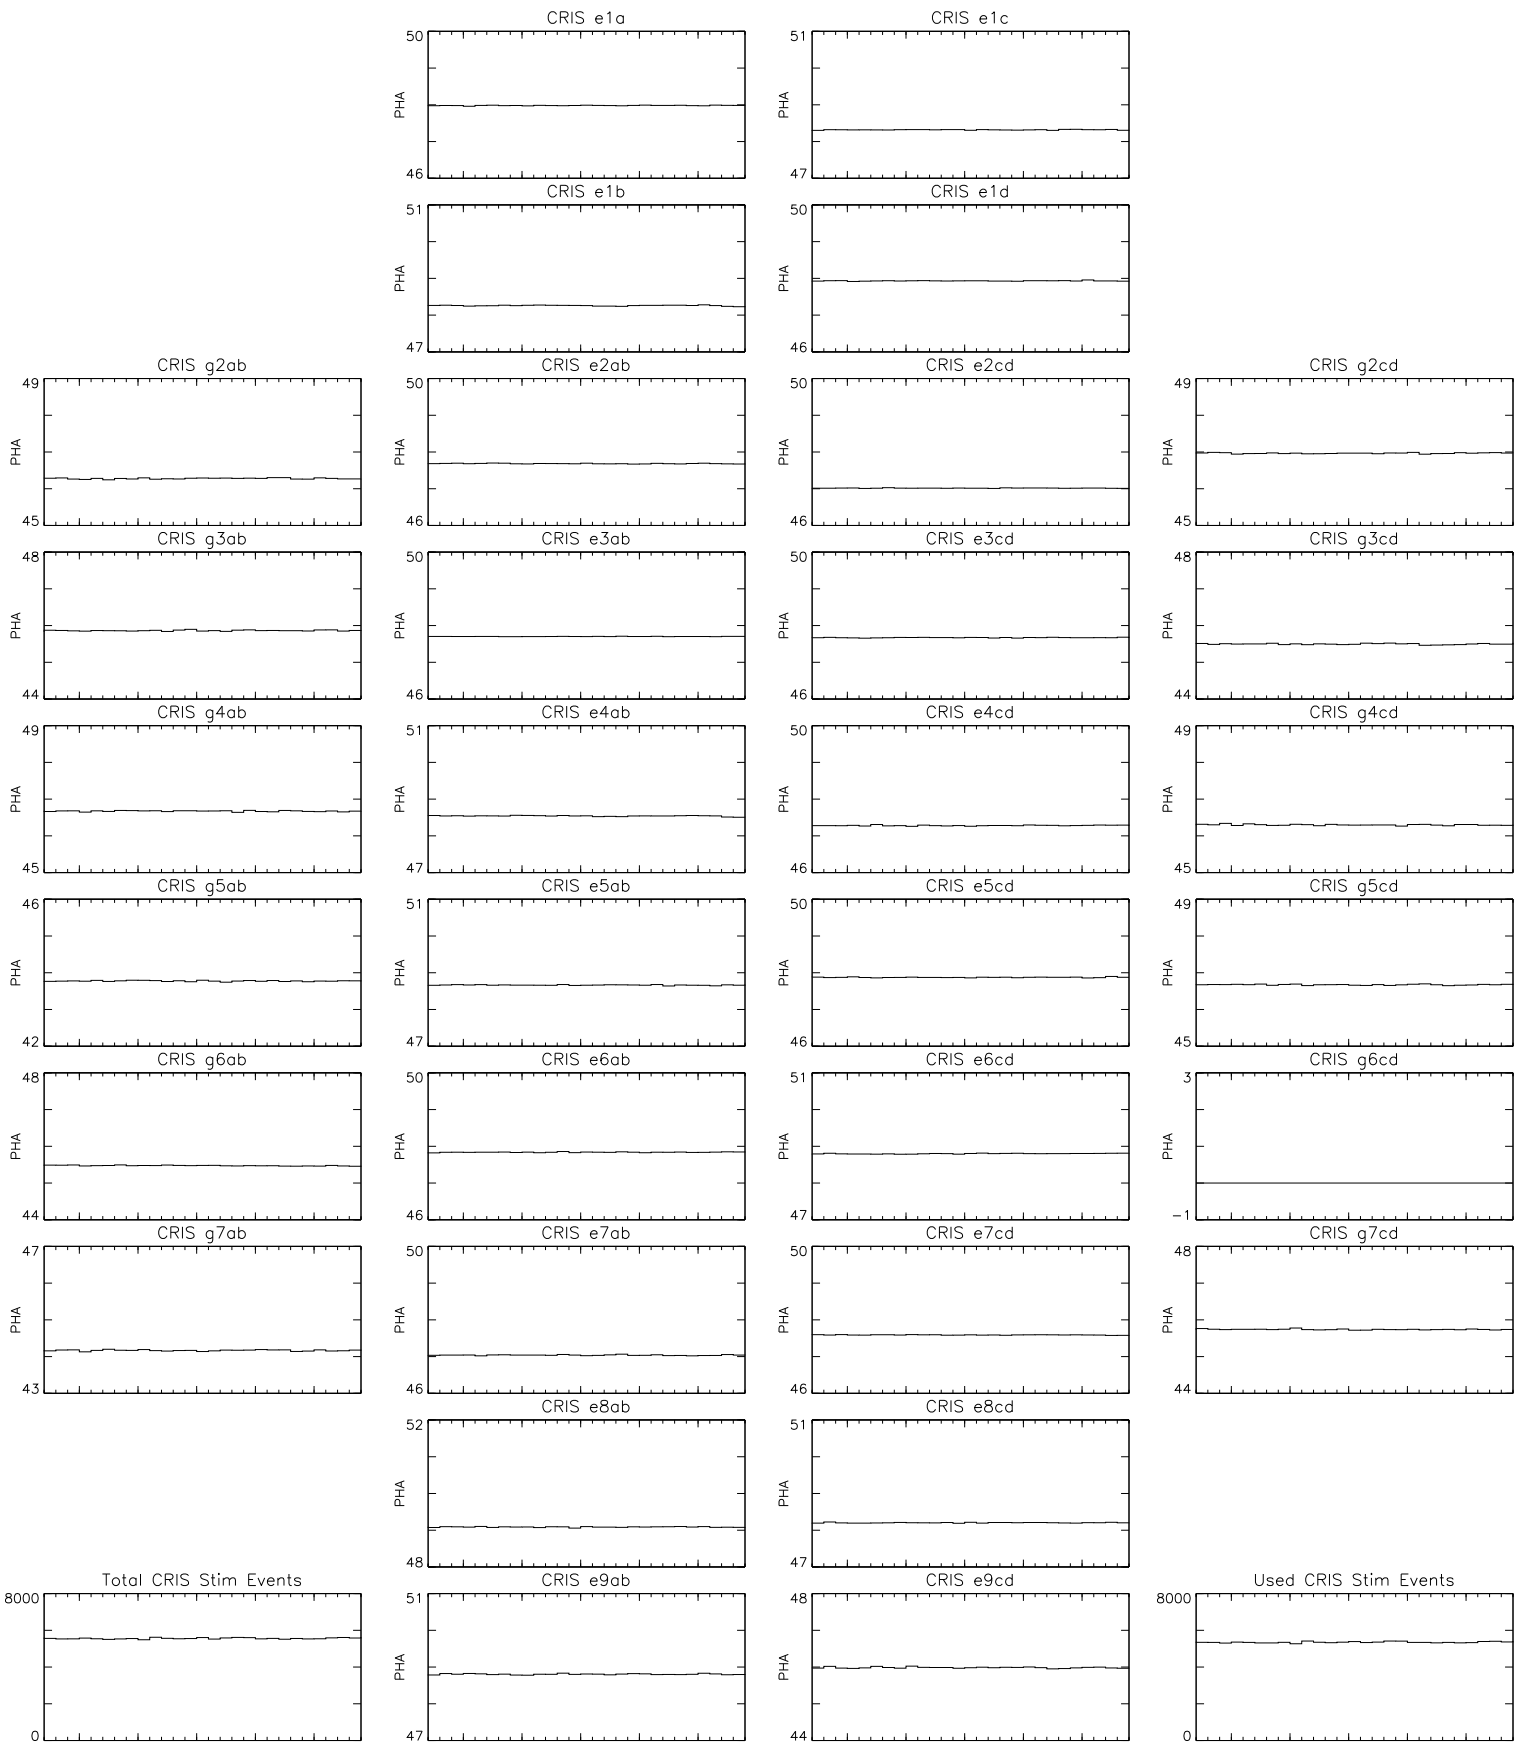 CRIS e1a
CRIS e1c
50
PHA
46
51
PHA
47
CRIS e1b
CRIS e1d
51
PHA
47
50
PHA
46
CRIS g2ab
CRIS e2ab
CRIS e2cd
CRIS g2cd
49
PHA
45
50
PHA
46
50
PHA
46
49
PHA
45
CRIS g3ab
CRIS e3ab
CRIS e3cd
CRIS g3cd
48
PHA
44
50
PHA
46
50
PHA
46
48
PHA
44
CRIS g4ab
CRIS e4ab
CRIS e4cd
CRIS g4cd
49
PHA
45
51
PHA
47
50
PHA
46
49
PHA
45
CRIS g5ab
CRIS e5ab
CRIS e5cd
CRIS g5cd
46
PHA
42
51
PHA
47
50
PHA
46
49
PHA
45
CRIS g6ab
CRIS e6ab
CRIS e6cd
CRIS g6cd
48
PHA
44
50
PHA
46
51
PHA
47
3
PHA
-1
CRIS g7ab
CRIS e7ab
CRIS e7cd
CRIS g7cd
47
PHA
43
50
PHA
46
50
PHA
46
48
PHA
44
CRIS e8ab
CRIS e8cd
52
PHA
48
51
PHA
47
Total CRIS Stim Events
CRIS e9ab
CRIS e9cd
Used CRIS Stim Events
8000
0
51
PHA
47
48
PHA
44
8000
0